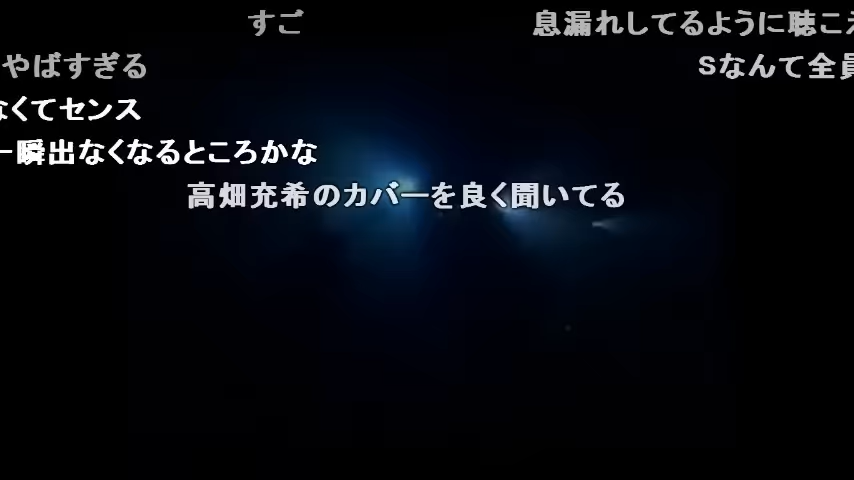 すご
息漏れしてるように聴こえ
やばすぎる
Sなんて全員
なくてセンス
一瞬出なくなるところかな
高畑充希のカバーを良く聞いてる